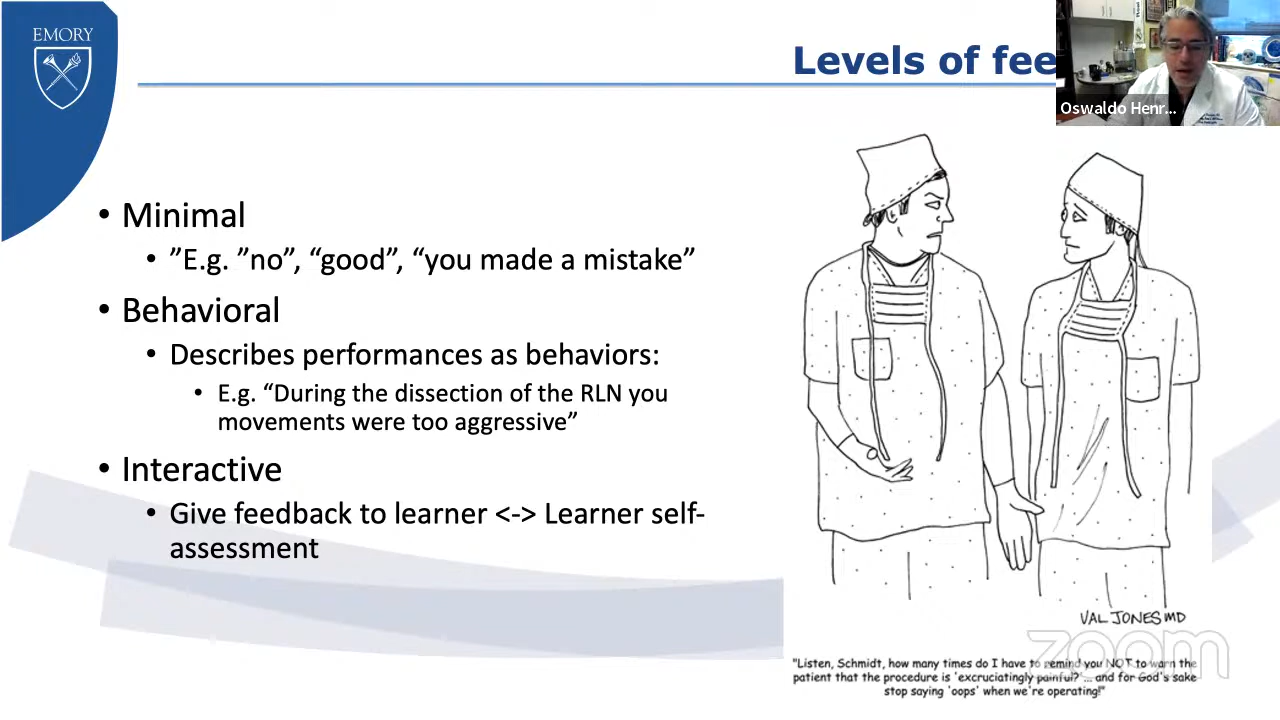 EMORY
Levels of fee
Oswaldo Henr...
• Minimal
• ”E.g. ”no”, “good”, “you made a mistake”
• Behavioral
• Describes performances as behaviors:
• E.g. “During the dissection of the RLN you
movements were too aggressive”
• Interactive
• Give feedback to learner <-> Learner self-
assessment
VAL JONES MD
zoom
"Listen, Schmidt, how many times do I have to remind you NOT to warn the
patient that the procedure is 'excruciatingly painful?'... and for God's sake
stop saying 'oops' when we're operating!"